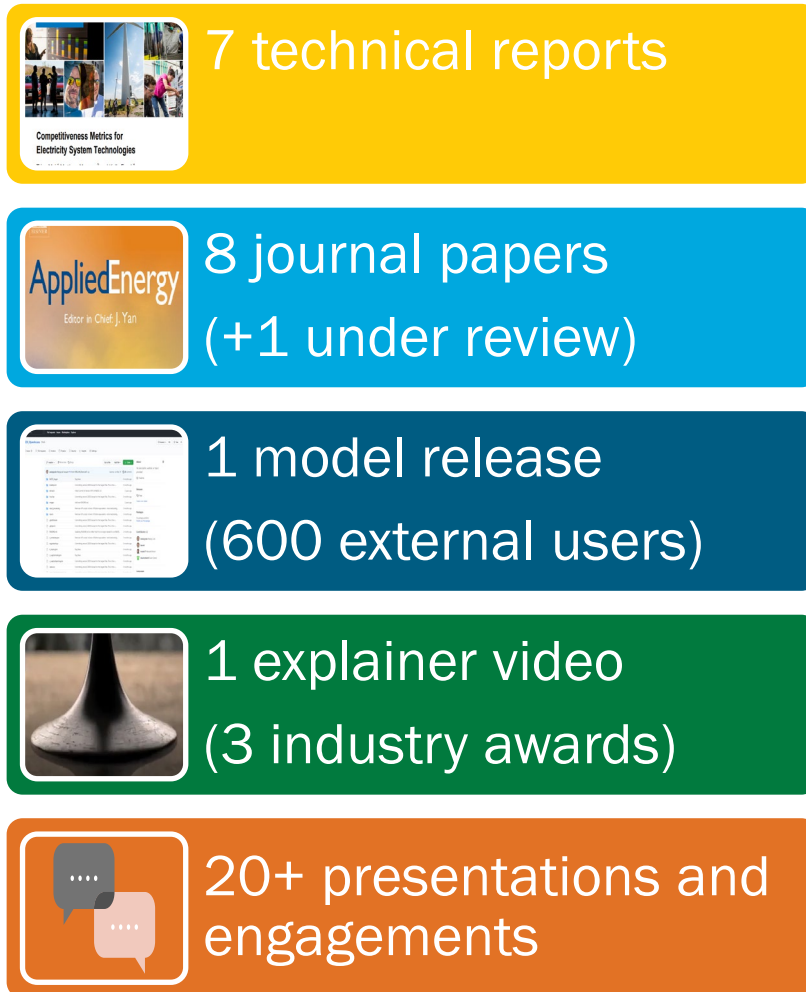 7 technical reports
Competitiveness Metrics for
Electricity System Technologies
8 journal papers
(+1 under review)
AppliedEnergy
Editor in Chief: J. Yan
1 model release
(600 external users)
1 explainer video
(3 industry awards)
20+ presentations and
engagements